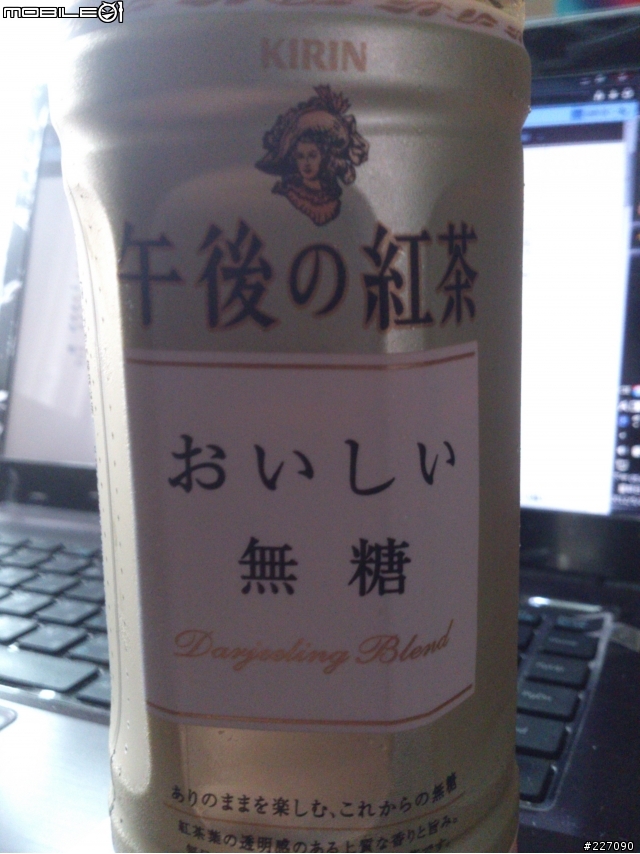 MOBILE01
KIRIN
午後の紅茶
おいしい
無糖
Darjeeling Blend
ありのままを楽しむ、これからの無糖
紅茶葉の透明感のある上質な香りと旨み。
#227090